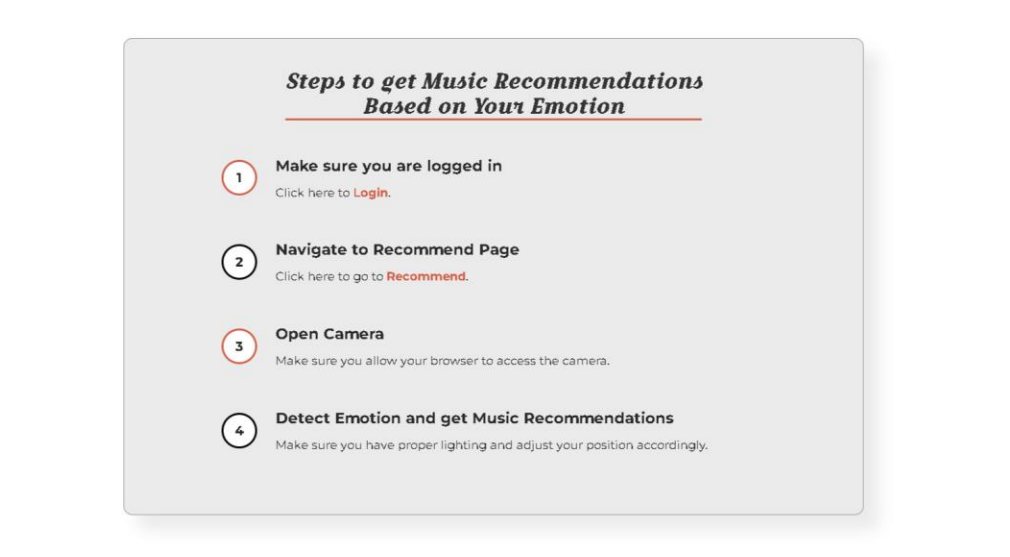 Steps to get Music Recommendations
Based on Your Emotion
1
Make sure you are logged in
Click here to Login.
2
Navigate to Recommend Page
Click here to go to Recommend.
3
Open Camera
Make sure you allow your browser to access the camera.
4
Detect Emotion and get Music Recommendations
Make sure you have proper lighting and adjust your position accordingly.